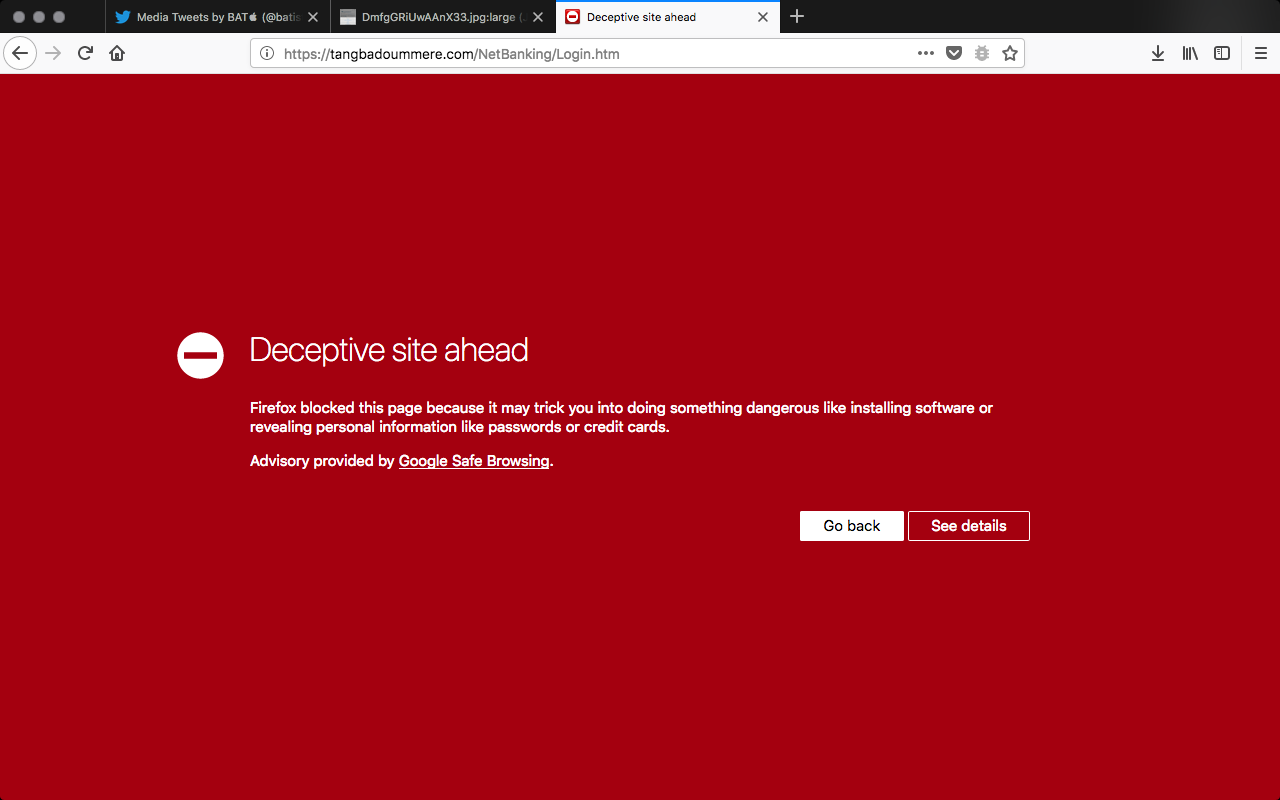 Media Tweets by BAT (@batis
DmfgGRiUwAAnX33.jpg:large (
Deceptive site ahead
https://tangbadoummere.com/NetBanking/Login.htm
Deceptive site ahead
Firefox blocked this page because it may trick you into doing something dangerous like installing software or
revealing personal information like passwords or credit cards.
Advisory provided by Google Safe Browsing.
Go back
See details